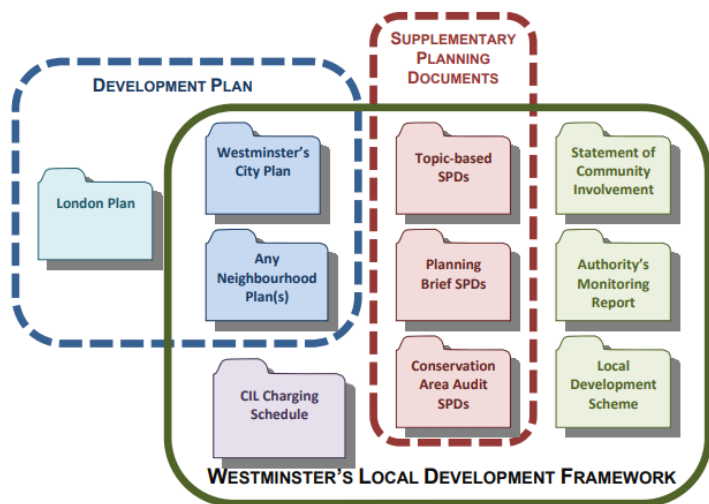 SUPPLEMENTARY
PLANNING
DOCUMENTS
DEVELOPMENT PLAN
London Plan
Westminster’s
City Plan
Any
Neighbourhood
Plan(s)
CIL Charging
Schedule
Topic-based
SPDs
Planning
Brief SPDs
Conservation
Area Audit
SPDs
Statement of
Community
Involvement
Authority’s
Monitoring
Report
Local
Development
Scheme
WESTMINSTER’S LOCAL DEVELOPMENT FRAMEWORK